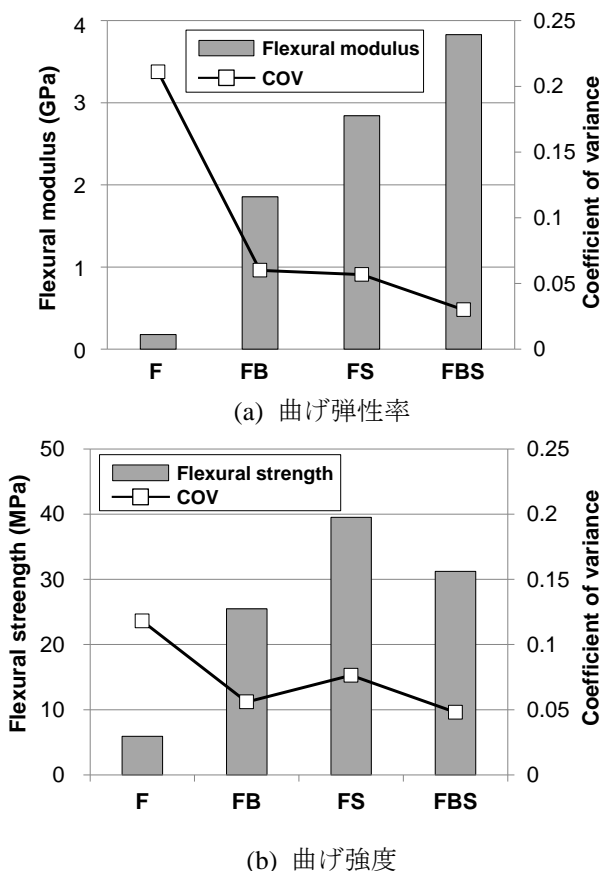 4
3
2
1
0
Flexural modulus (GPa)
Flexural modulus
COV
0.25
0.2
0.15
0.1
0.05
0
Coefficient of variance
F FB FS FBS
(a) 曲げ弾性率
50
40
30
20
10
0
Flexural streength (MPa)
Flexural strength
COV
0.25
0.2
0.15
0.1
0.05
0
Coefficient of variance
F FB FS FBS
(b) 曲げ強度